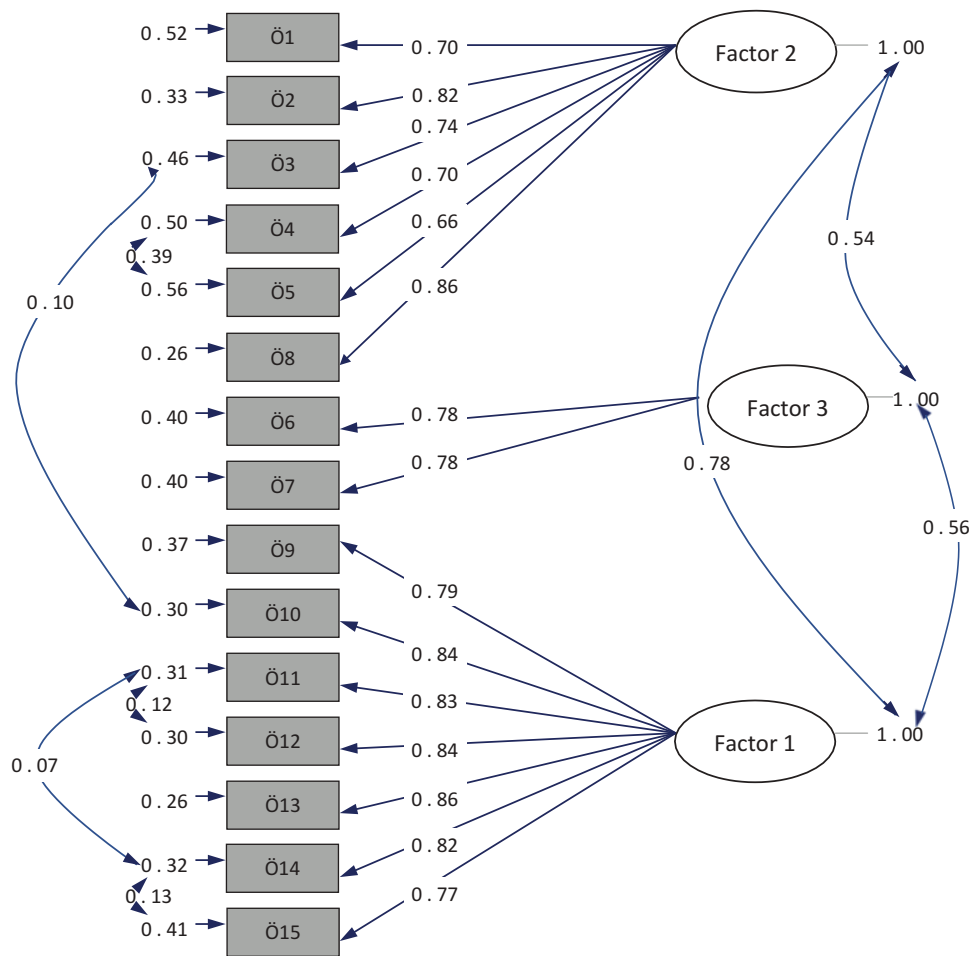 0.52 Ö1 0.70 Factor 2 1.00
0.33 Ö2 0.82
0.74
0.46 Ö3
0.70
0.50 Ö4 0.66
0.39 0.54
0.56 Ö5 0.86
0.10
0.26 Ö8
0.40 Ö6 0.78 Factor 3 1.00
0.78 0.78
0.40 Ö7
0.37 Ö9 0.56
0.79
0.30 Ö10
0.84
0.31 Ö11
0.12 0.83
0.30 Ö12 0.84 Factor 1 1.00
0.07
0.26 Ö13 0.86
0.32 Ö14 0.82
0.13 0.77
0.41 Ö15